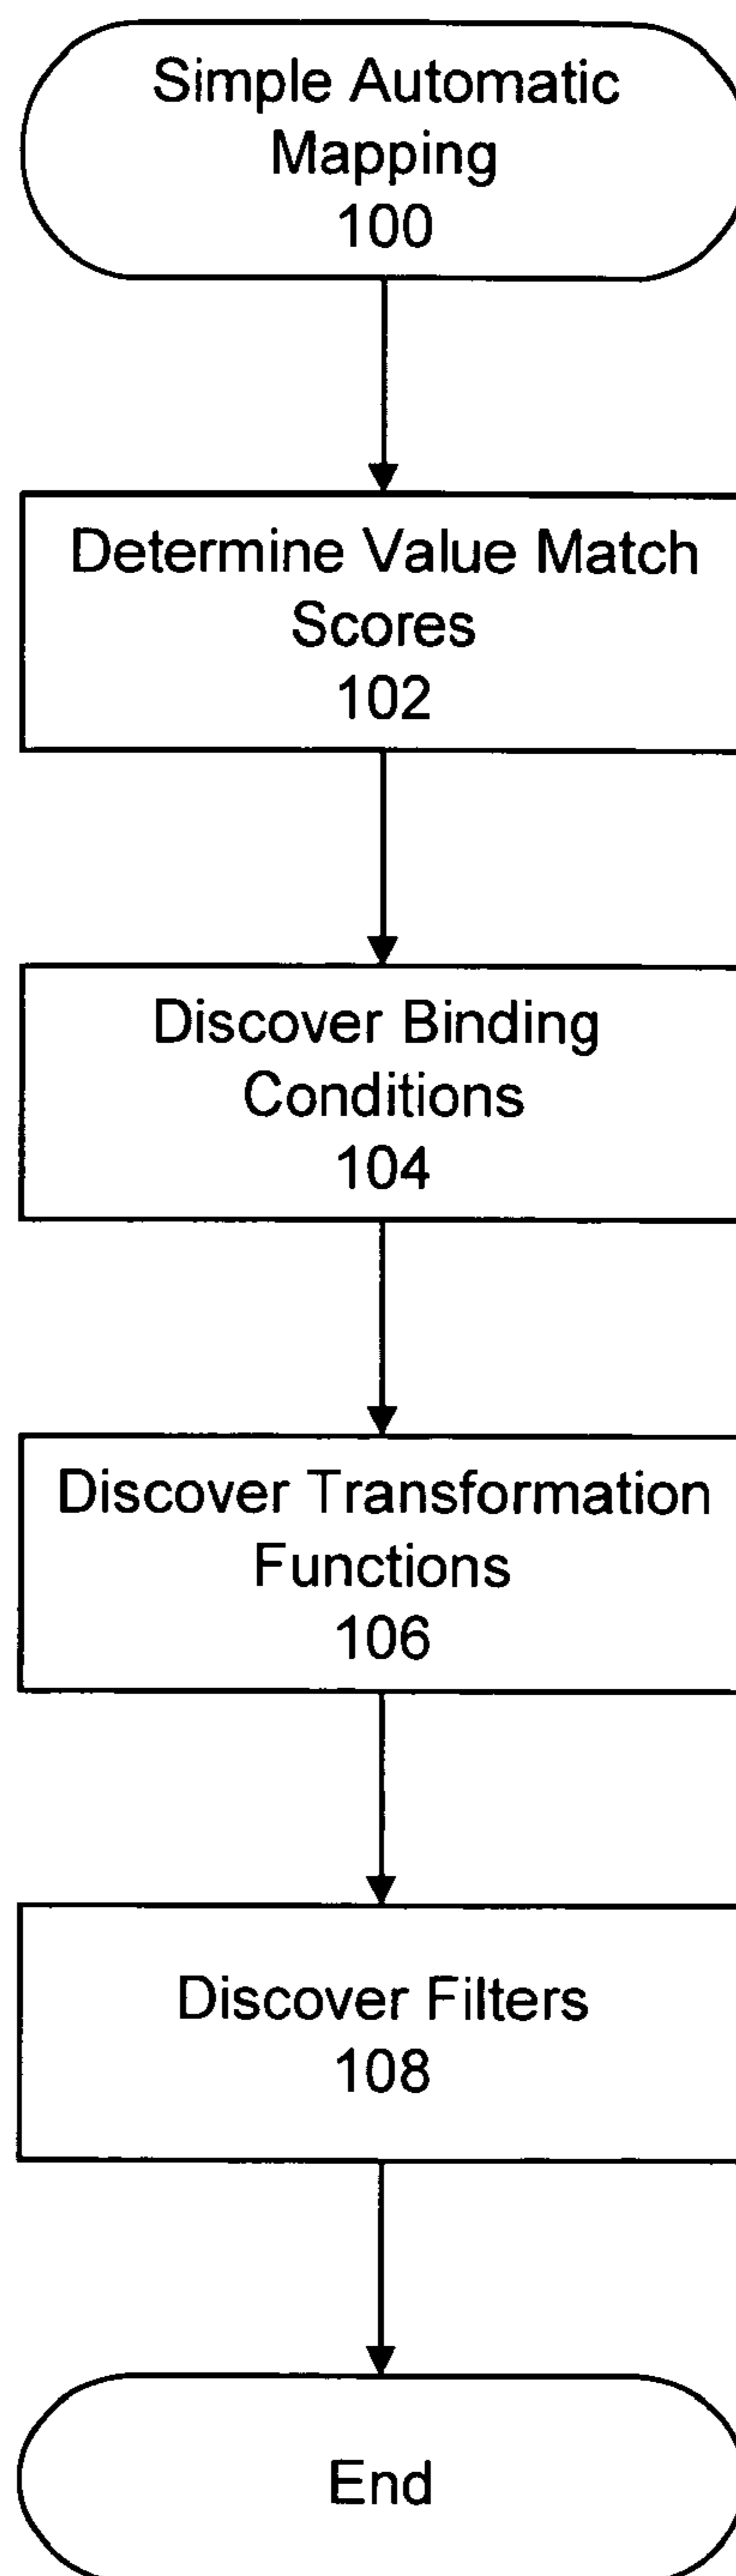 Simple Automatic
Mapping
100
Determine Value Match
Scores
102
Discover Binding
Conditions
104
Discover Transformation
Functions
106
Discover Filters
108
End